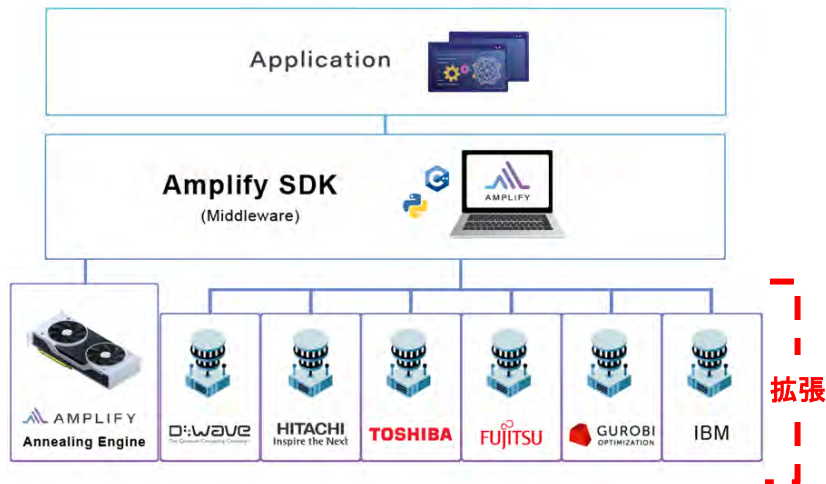 Application
Amplify SDK
(Middleware)
AMPLIFY
AMPLIFY
Annealing Engine
D:wave
The Quantum Computing Company
HITACHI
Inspire the Next
TOSHIBA
FUJITSU
GUROBI
OPTIMIZATION
IBM
拡張